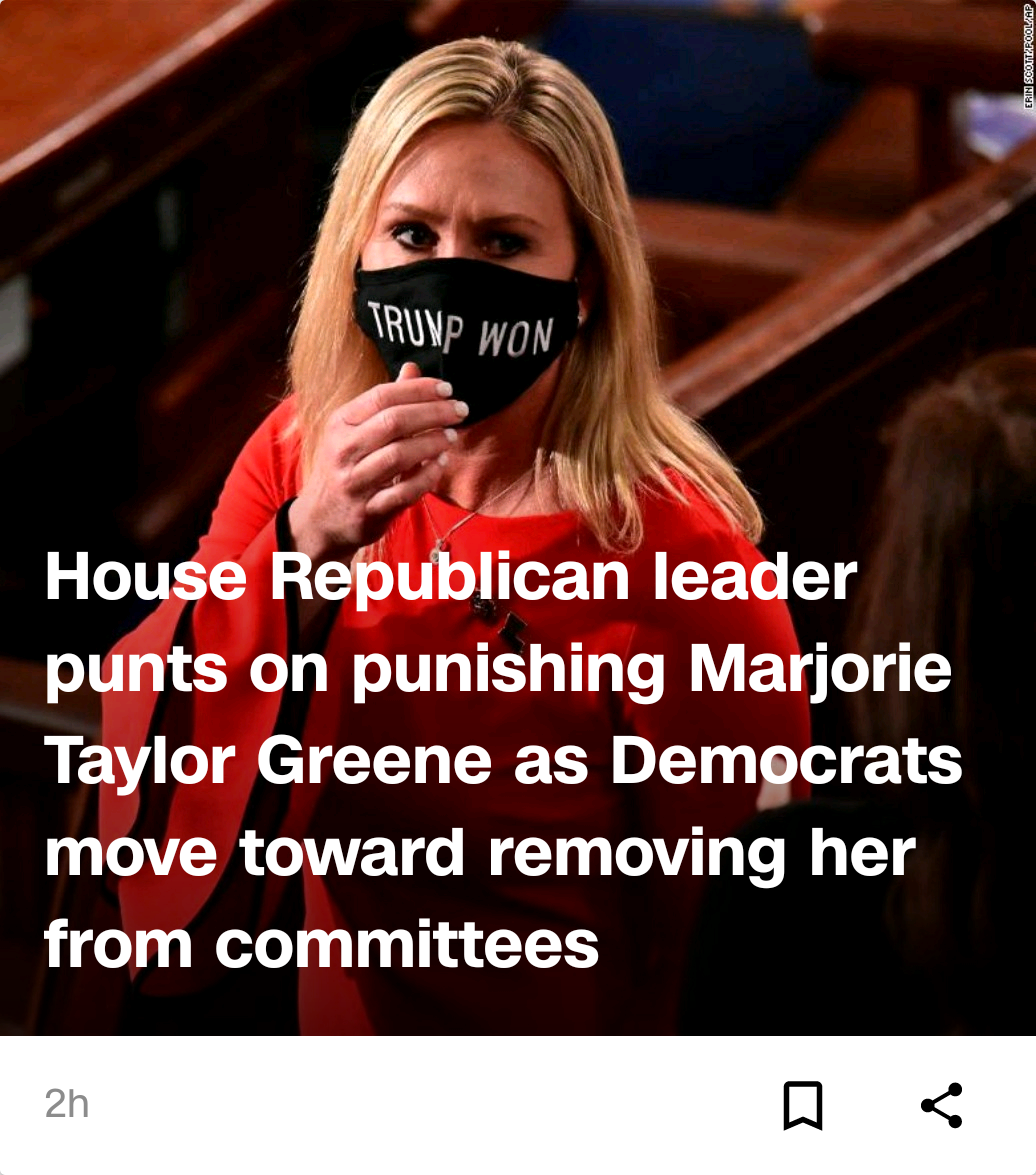 ERIN SCOTT/POOL/AP
TRUMP WON
House Republican leader
punts on punishing Marjorie
Taylor Greene as Democrats
move toward removing her
from committees
2h